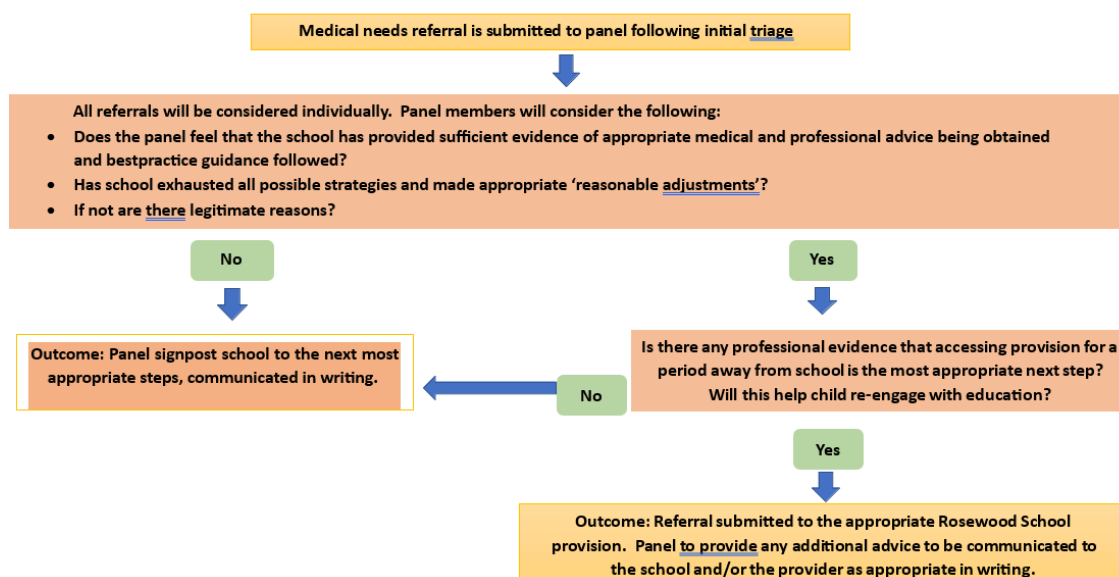 Medical needs referral is submitted to panel following initial triage
All referrals will be considered individually.  Panel members will consider the following:
• Does the panel feel that the school has provided sufficient evidence of appropriate medical and professional advice being obtained
and bestpractice guidance followed?
• Has school exhausted all possible strategies and made appropriate ‘reasonable adjustments’?
• If not are there legitimate reasons?
No
Yes
Outcome: Panel signpost school to the next most
appropriate steps, communicated in writing.
Is there any professional evidence that accessing provision for a
period away from school is the most appropriate next step?
Will this help child re-engage with education?
No
Yes
Outcome: Referral submitted to the appropriate Rosewood School
provision.  Panel to provide any additional advice to be communicated to
the school and/or the provider as appropriate in writing.